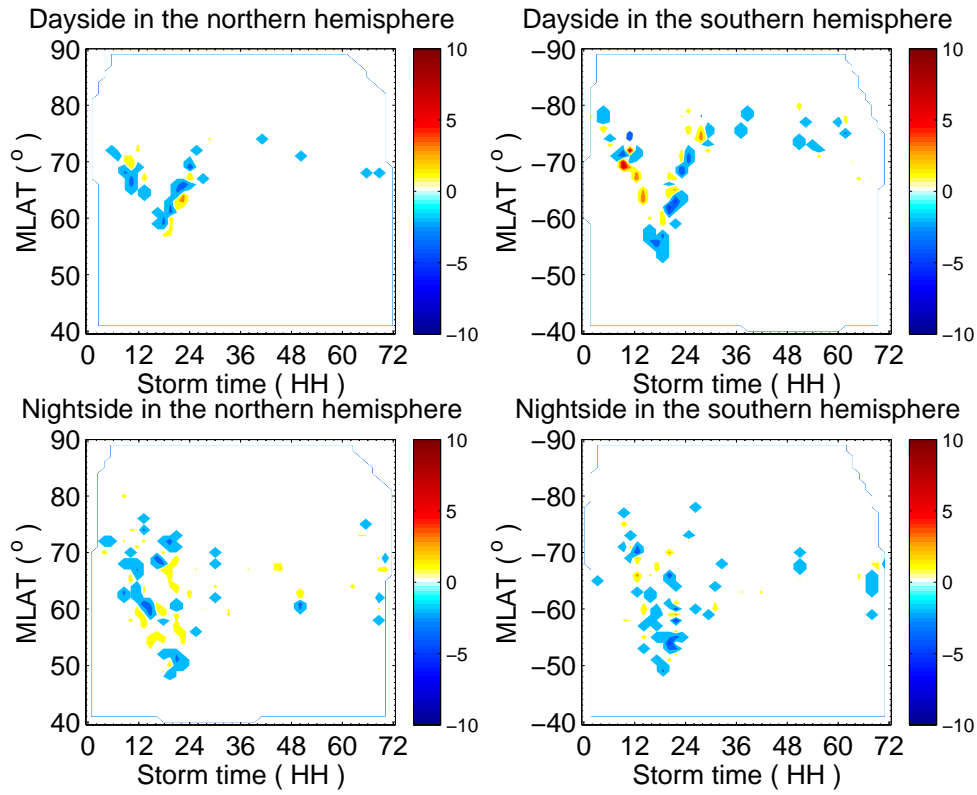 Dayside in the northern hemisphere
90
80
70
60
50
40
MLAT ( ° )
0 12 24 36 48 60 72
Storm time ( HH )
10
5
0
−5
−10
Dayside in the southern hemisphere
−90
−80
−70
−60
−50
−40
MLAT ( ° )
0 12 24 36 48 60 72
Storm time ( HH )
10
5
0
−5
−10
Nightside in the northern hemisphere
90
80
70
60
50
40
MLAT ( ° )
0 12 24 36 48 60 72
Storm time ( HH )
10
5
0
−5
−10
Nightside in the southern hemisphere
−90
−80
−70
−60
−50
−40
MLAT ( ° )
0 12 24 36 48 60 72
Storm time ( HH )
10
5
0
−5
−10